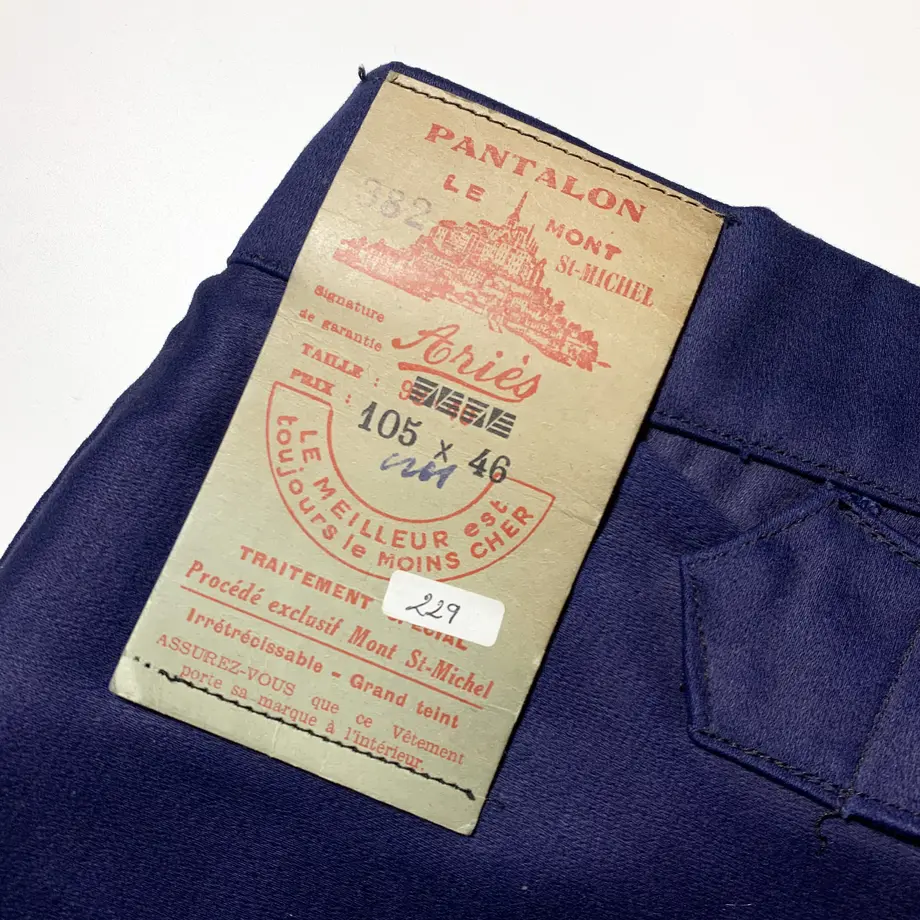 PANTALON
LE MONT
St-MICHEL
382
Signature
de garantie
Ariès
TAILLE :
PRIX :
105 x 46
LE MEILLEUR est
toujours le MOINS CHER
TRAITEMENT SPECIAL
229
Procédé exclusif Mont St-Michel
Irrétrécissable - Grand teint
ASSUREZ-VOUS que ce Vêtement
porte sa marque à l'intérieur.